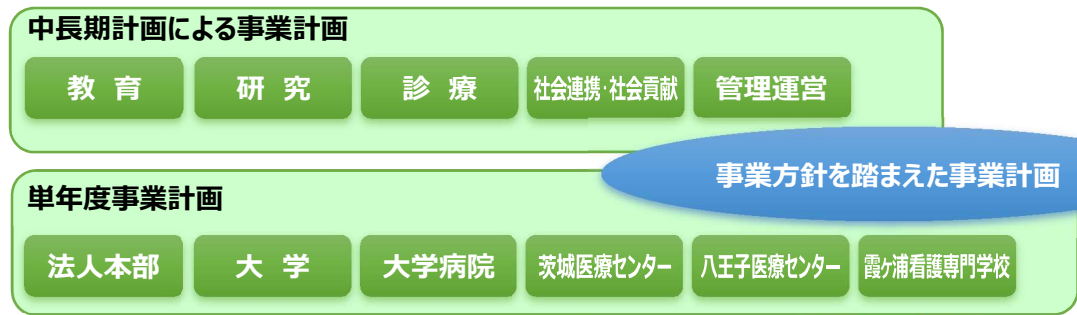 中長期計画による事業計画
教 育
研 究
診 療
社会連携・社会貢献
管理運営
事業方針を踏まえた事業計画
単年度事業計画
法人本部
大 学
大学病院
茨城医療センター
八王子医療センター
霞ヶ浦看護専門学校